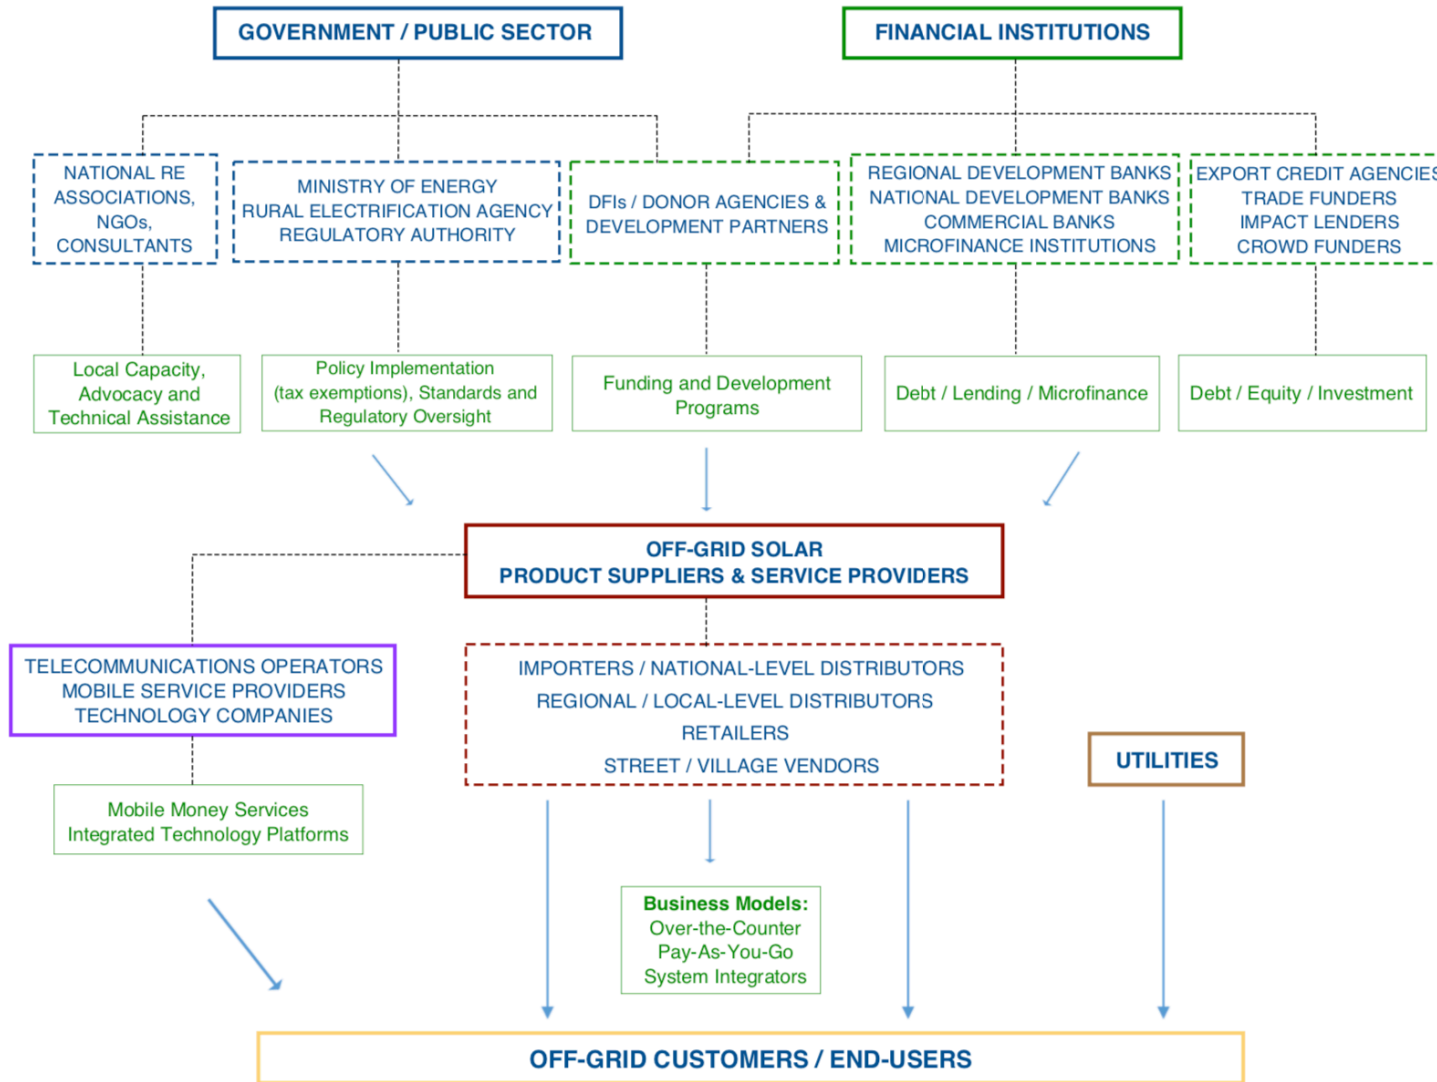 GOVERNMENT / PUBLIC SECTOR
FINANCIAL INSTITUTIONS
NATIONAL RE
ASSOCIATIONS,
NGOs,
CONSULTANTS
MINISTRY OF ENERGY
RURAL ELECTRIFICATION AGENCY
REGULATORY AUTHORITY
DFIs / DONOR AGENCIES &
DEVELOPMENT PARTNERS
REGIONAL DEVELOPMENT BANKS
NATIONAL DEVELOPMENT BANKS
COMMERCIAL BANKS
MICROFINANCE INSTITUTIONS
EXPORT CREDIT AGENCIES
TRADE FUNDERS
IMPACT LENDERS
CROWD FUNDERS
Local Capacity,
Advocacy and
Technical Assistance
Policy Implementation
(tax exemptions), Standards and
Regulatory Oversight
Funding and Development
Programs
Debt / Lending / Microfinance
Debt / Equity / Investment
OFF-GRID SOLAR
PRODUCT SUPPLIERS & SERVICE PROVIDERS
TELECOMMUNICATIONS OPERATORS
MOBILE SERVICE PROVIDERS
TECHNOLOGY COMPANIES
IMPORTERS / NATIONAL-LEVEL DISTRIBUTORS
REGIONAL / LOCAL-LEVEL DISTRIBUTORS
RETAILERS
STREET / VILLAGE VENDORS
UTILITIES
Mobile Money Services
Integrated Technology Platforms
Business Models:
Over-the-Counter
Pay-As-You-Go
System Integrators
OFF-GRID CUSTOMERS / END-USERS